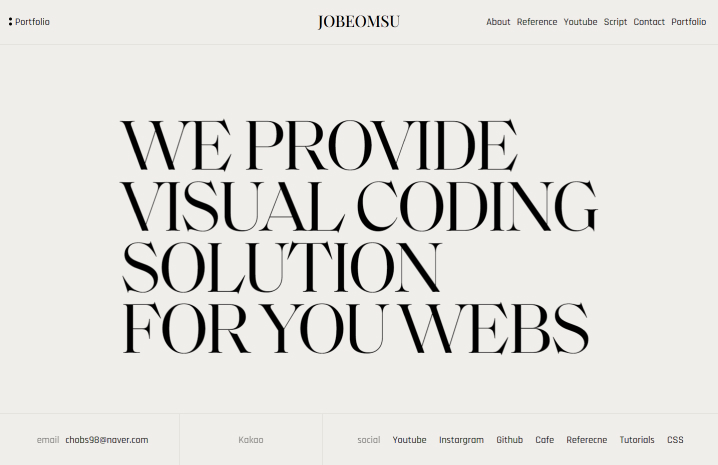 Portfolio
JOBEOMSU
About Reference Youtube Script Contact Portfolio
WE PROVIDE
VISUAL CODING
SOLUTION
FOR YOU WEBS
email chobs98@naver.com
Kakao
social Youtube Instargram Github Cafe Referecne Tutorials CSS